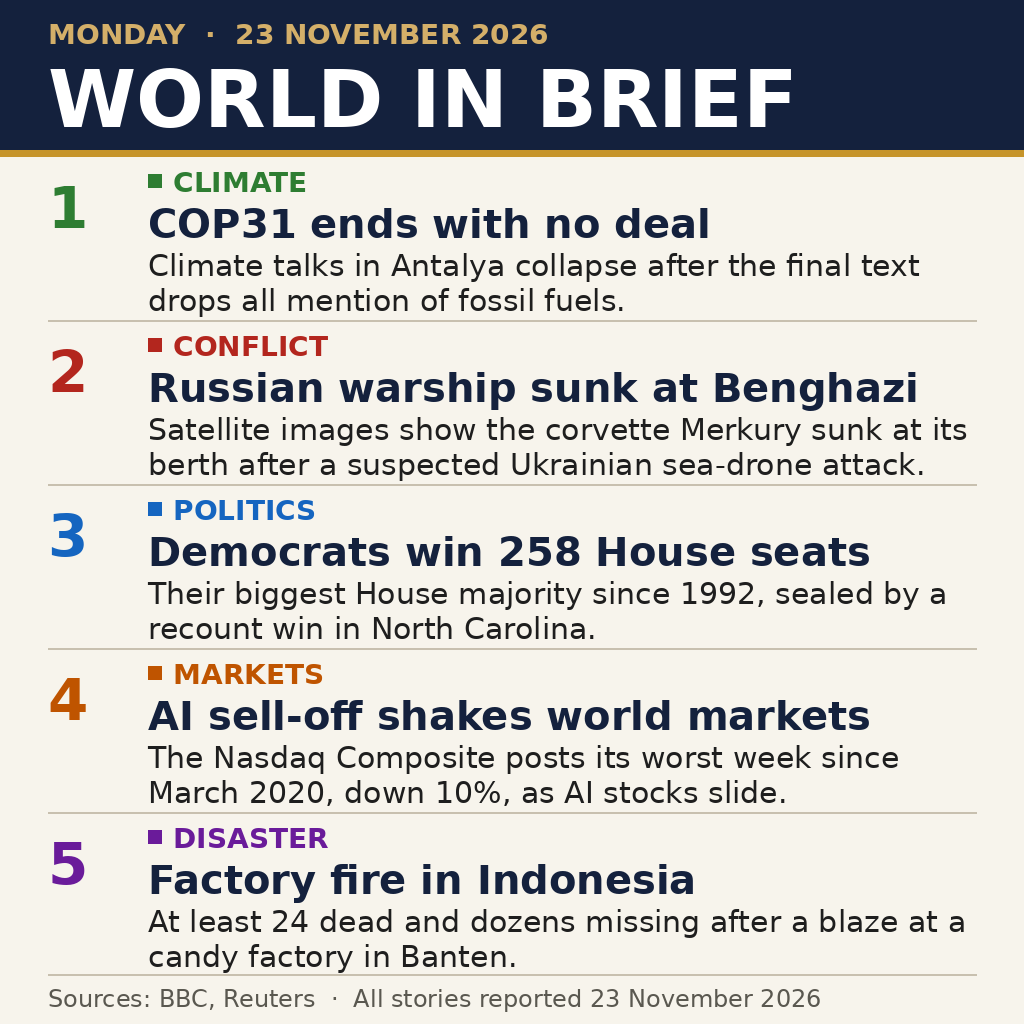 MONDAY · 23 NOVEMBER 2026
WORLD IN BRIEF
1
CLIMATE
COP31 ends with no deal
Climate talks in Antalya collapse after the final text
drops all mention of fossil fuels.
2
CONFLICT
Russian warship sunk at Benghazi
Satellite images show the corvette Merkury sunk at its
berth after a suspected Ukrainian sea-drone attack.
3
POLITICS
Democrats win 258 House seats
Their biggest House majority since 1992, sealed by a
recount win in North Carolina.
4
MARKETS
AI sell-off shakes world markets
The Nasdaq Composite posts its worst week since
March 2020, down 10%, as AI stocks slide.
5
DISASTER
Factory fire in Indonesia
At least 24 dead and dozens missing after a blaze at a
candy factory in Banten.
Sources: BBC, Reuters · All stories reported 23 November 2026